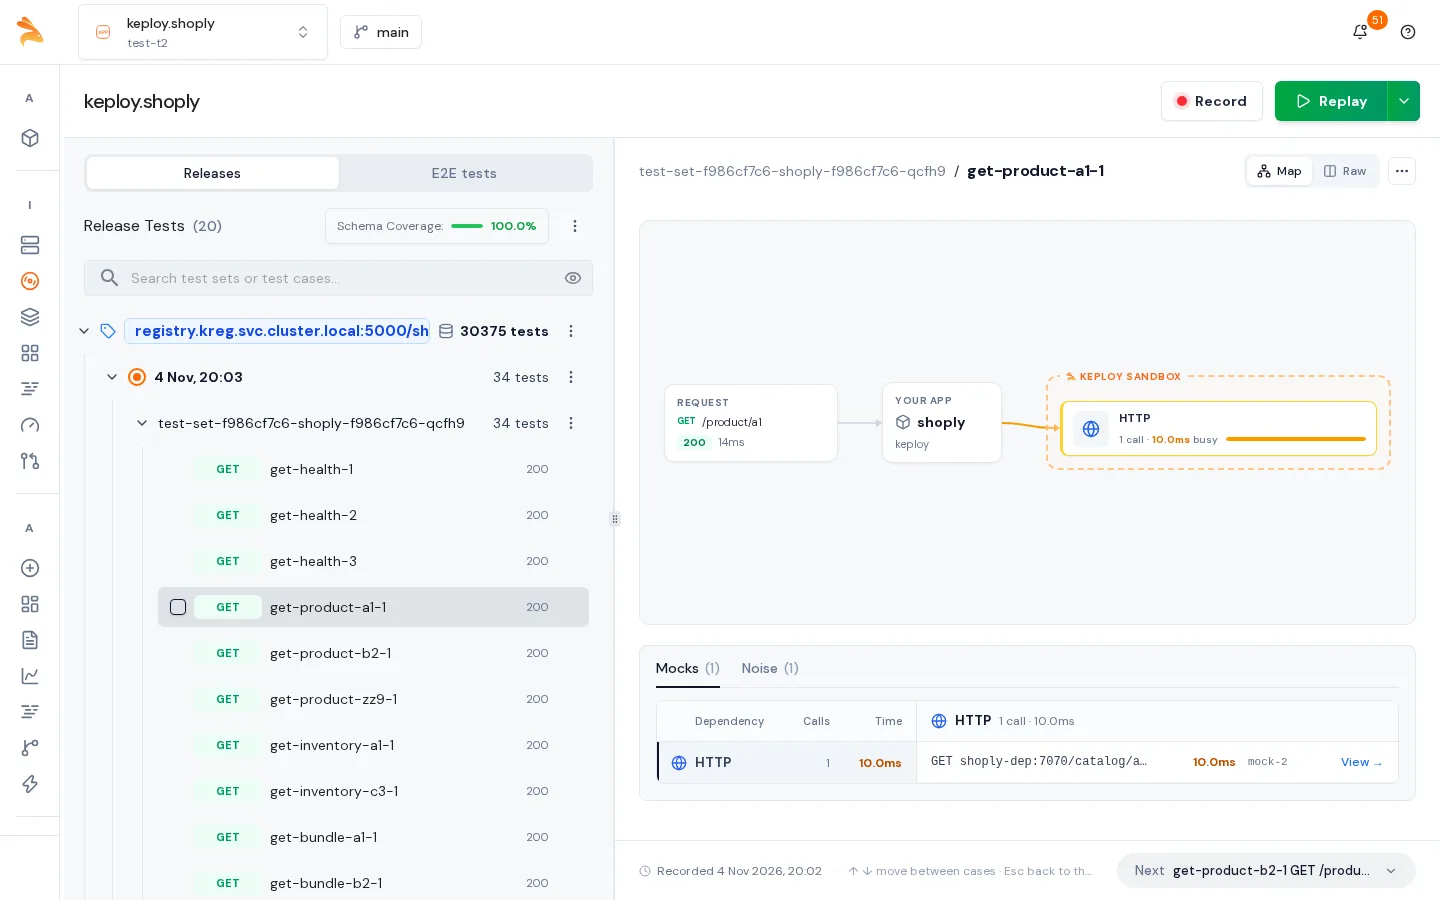 keploy.shoply
test-t2
main
51
A
I
A
keploy.shoply
Record
Replay
Releases
E2E tests
Release Tests (20)
Schema Coverage: 100.0%
Search test sets or test cases...
registry.kreg.svc.cluster.local:5000/sh
30375 tests
4 Nov, 20:03
34 tests
test-set-f986cf7c6-shoply-f986cf7c6-qcfh9
34 tests
GET get-health-1 200
GET get-health-2 200
GET get-health-3 200
GET get-product-a1-1 200
GET get-product-b2-1 200
GET get-product-zz9-1 200
GET get-inventory-a1-1 200
GET get-inventory-c3-1 200
GET get-bundle-a1-1 200
GET get-bundle-b2-1 200
test-set-f986cf7c6-shoply-f986cf7c6-qcfh9 / get-product-a1-1
Map
Raw
REQUEST
GET /product/a1
200 14ms
YOUR APP
shoply
keploy
KEPLOY SANDBOX
HTTP
1 call · 10.0ms busy
Mocks (1)
Noise (1)
Dependency Calls Time
HTTP 1 call · 10.0ms
HTTP 1 10.0ms
GET shoply-dep:7070/catalog/a… 10.0ms mock-2 View →
Recorded 4 Nov 2026, 20:02 · ↑ ↓ move between cases · Esc back to th...
Next get-product-b2-1 GET /produ...